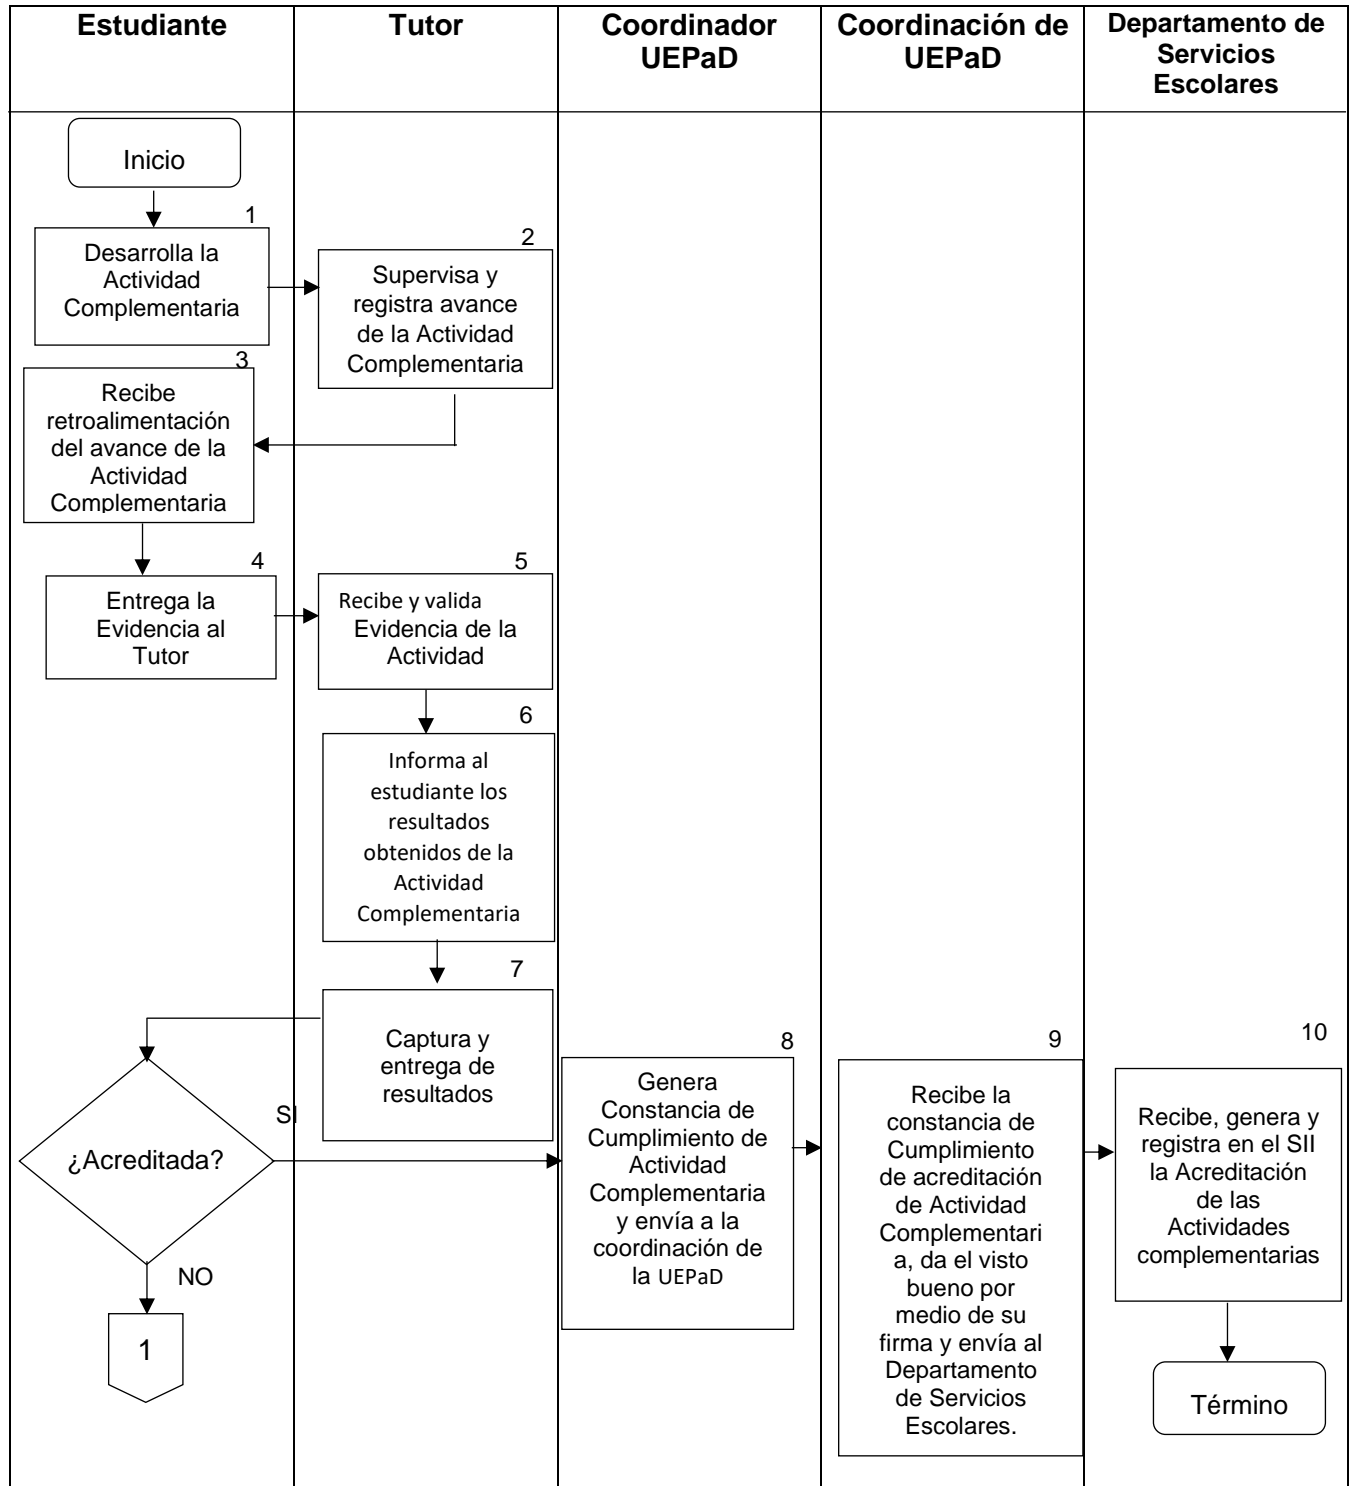 Estudiante
Tutor
Coordinador
UEPaD
Coordinación de
UEPaD
Departamento de
Servicios
Escolares
Inicio
1
Desarrolla la
Actividad
Complementaria
2
Supervisa y
registra avance
de la Actividad
Complementaria
3
Recibe
retroalimentación
del avance de la
Actividad
Complementaria
4
Entrega la
Evidencia al
Tutor
5
Recibe y valida
Evidencia de la
Actividad
6
Informa al
estudiante los
resultados
obtenidos de la
Actividad
Complementaria
7
Captura y
entrega de
resultados
¿Acreditada?
SI
NO
1
8
Genera
Constancia de
Cumplimiento de
Actividad
Complementaria
y envía a la
coordinación de
la UEPaD
9
Recibe la
constancia de
Cumplimiento
de acreditación
de Actividad
Complementari
a, da el visto
bueno por
medio de su
firma y envía al
Departamento
de Servicios
Escolares.
10
Recibe, genera y
registra en el SII
la Acreditación
de las
Actividades
complementarias
Término